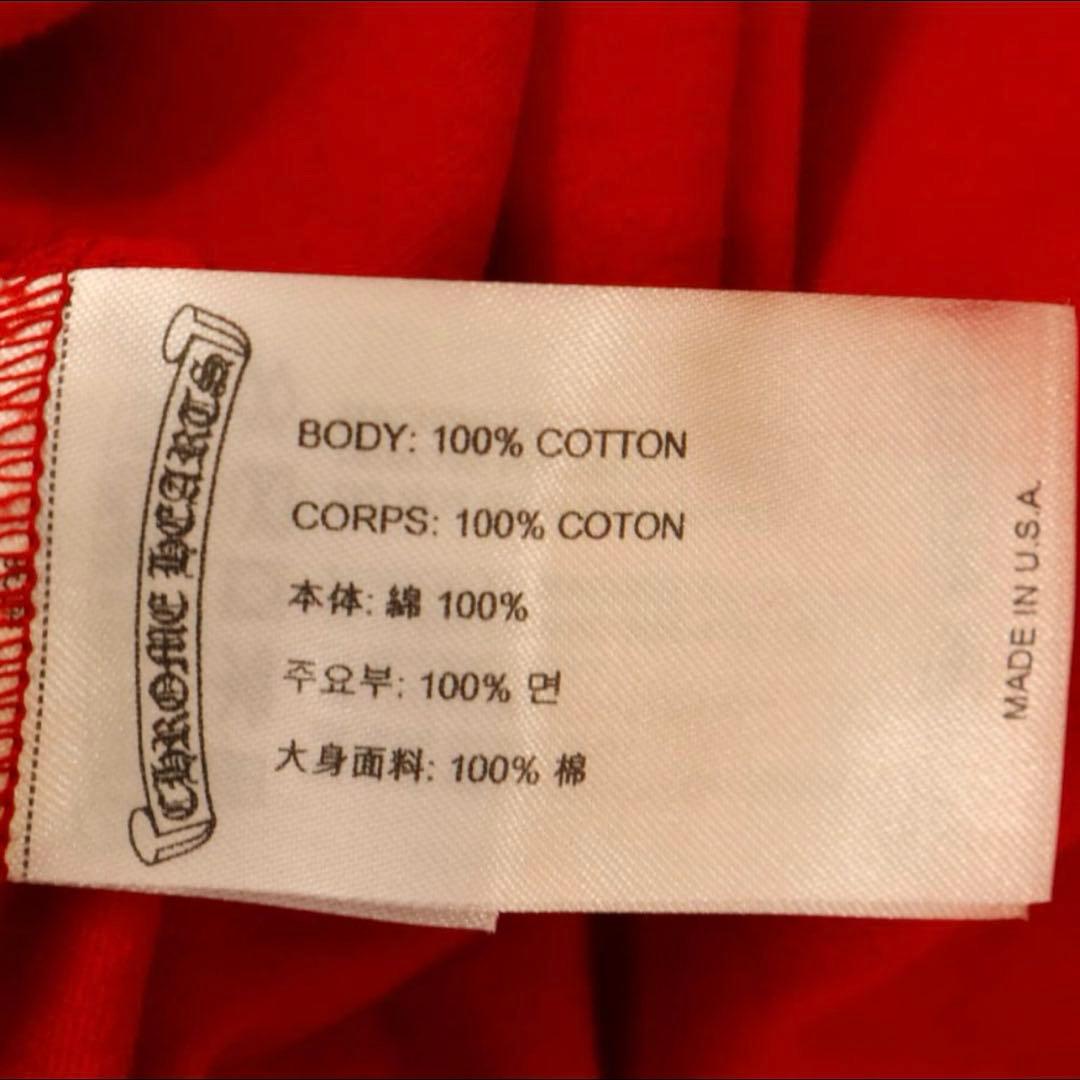 CHROME HEARTS
BODY: 100% COTTON
CORPS: 100% COTON
本体: 綿 100%
주요부: 100% 면
大身面料: 100% 棉
MADE IN U.S.A.